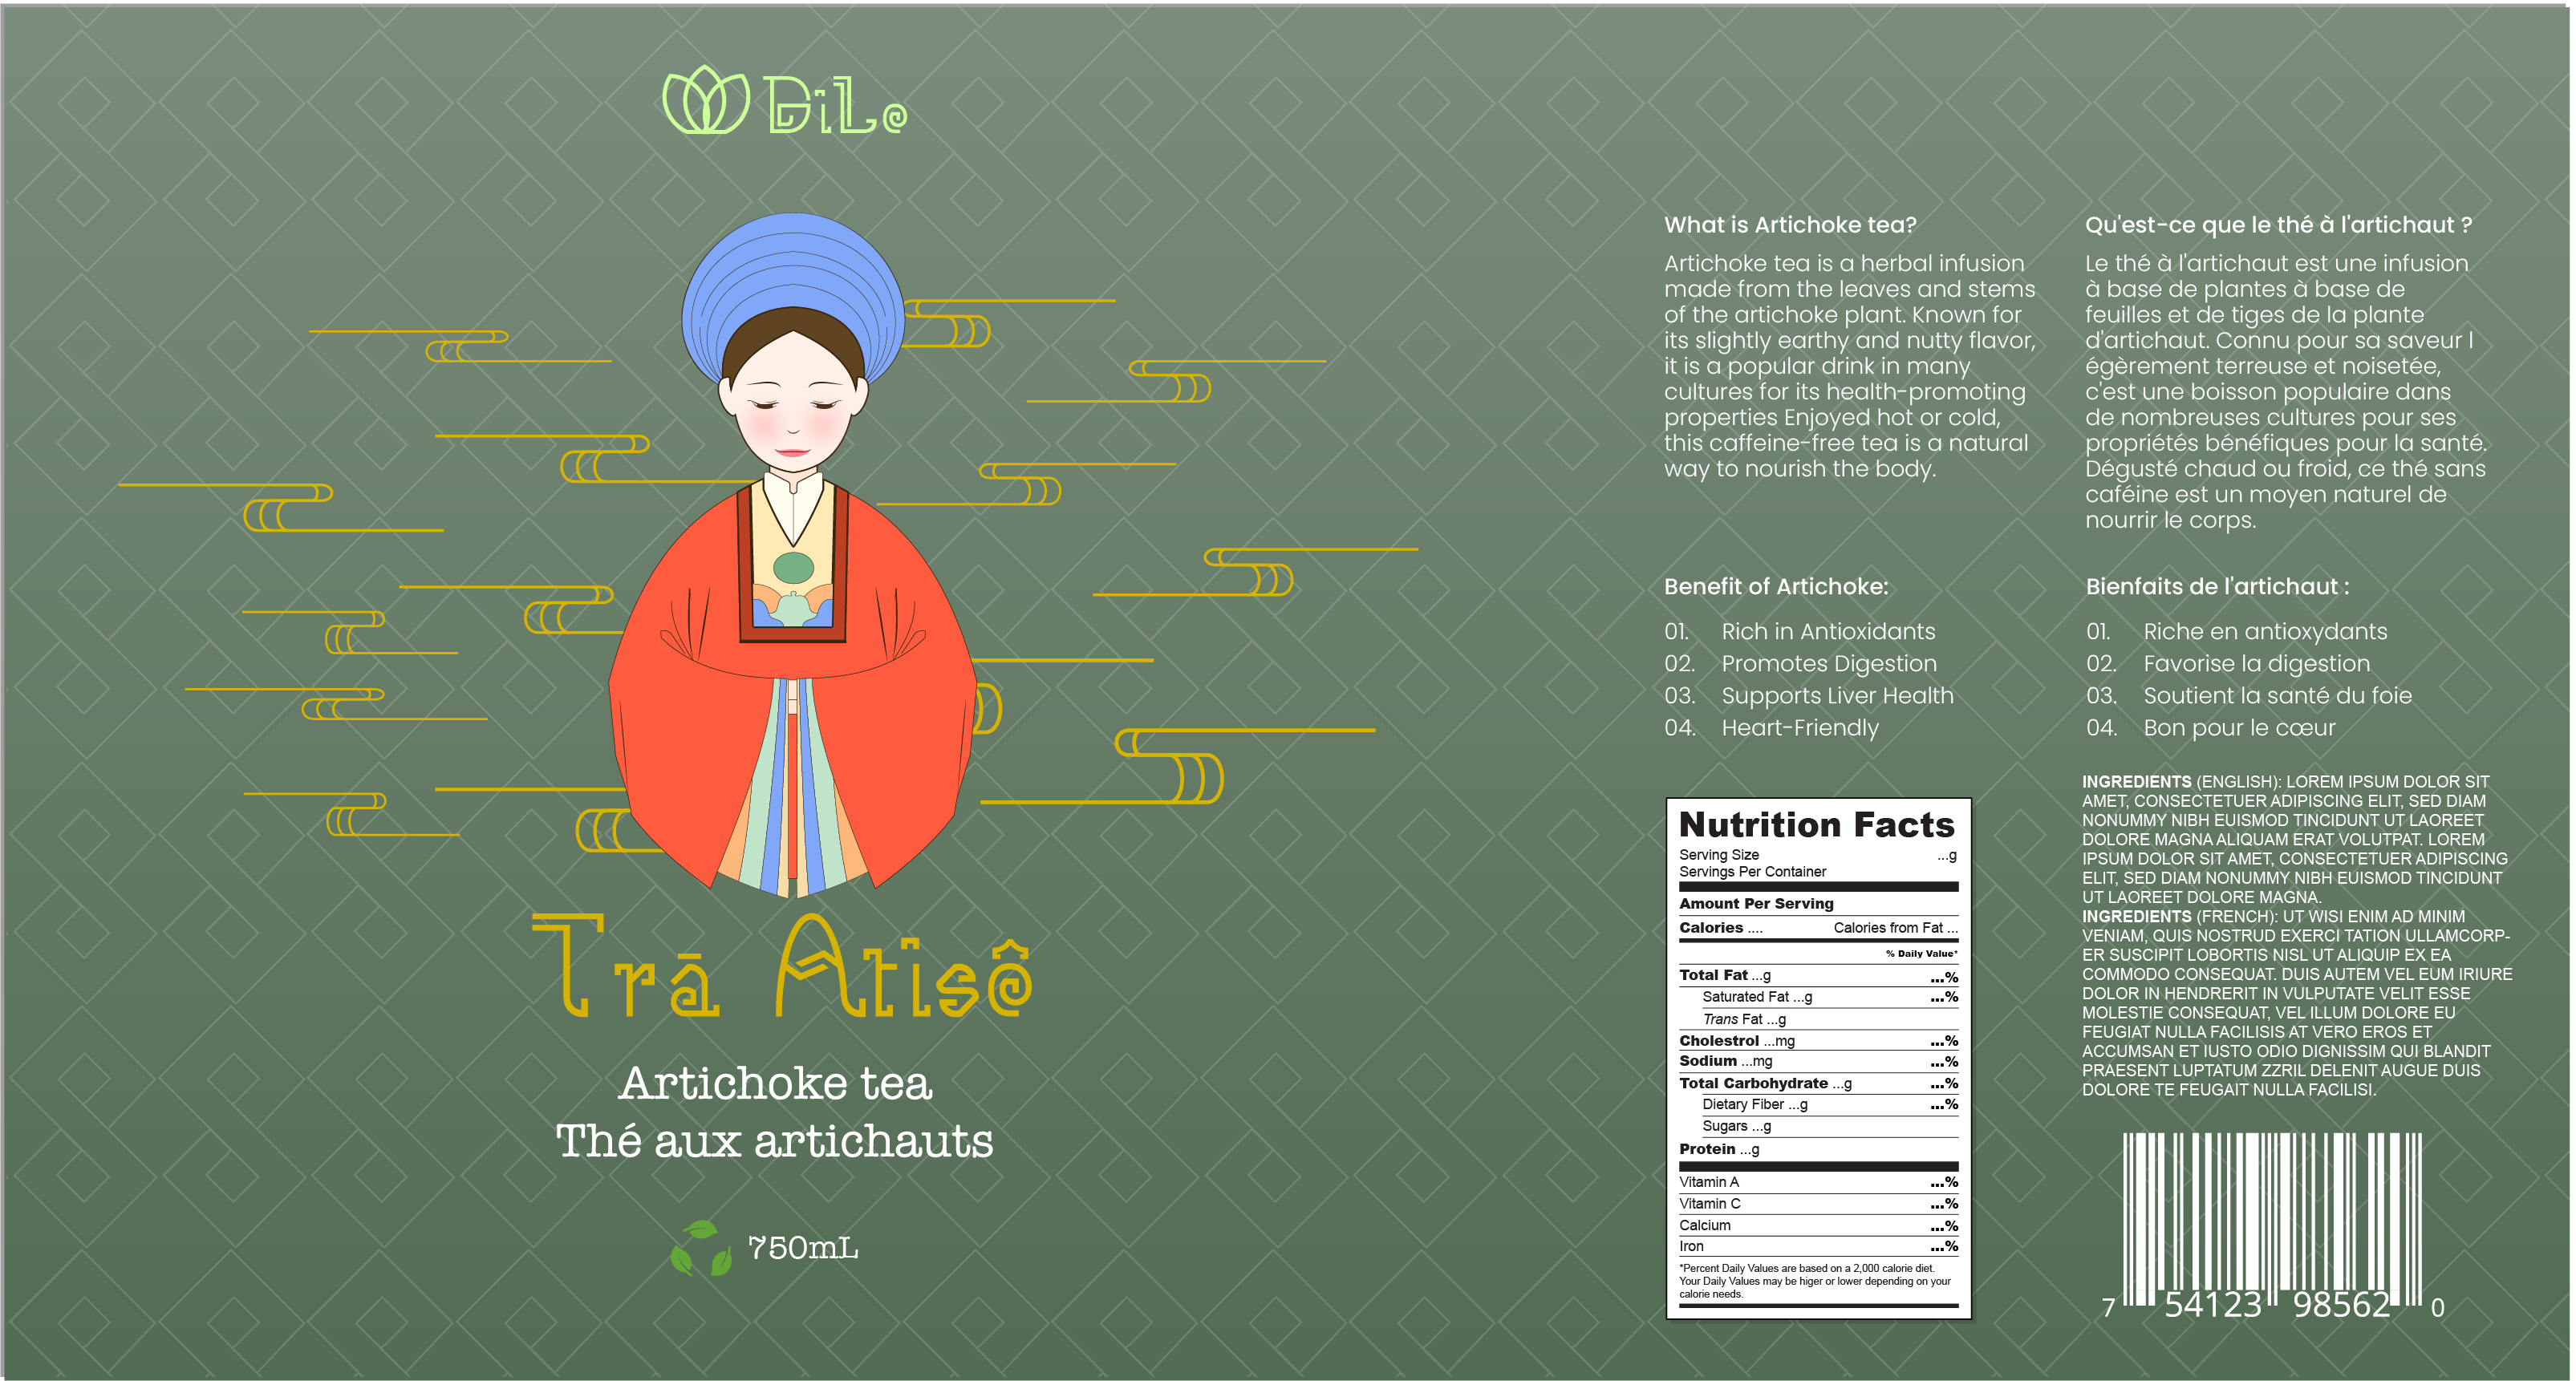 DiLe
Trā Atisô
Artichoke tea
Thé aux artichauts
750mL
What is Artichoke tea?
Artichoke tea is a herbal infusion
made from the leaves and stems
of the artichoke plant. Known for
its slightly earthy and nutty flavor,
it is a popular drink in many
cultures for its health-promoting
properties Enjoyed hot or cold,
this caffeine-free tea is a natural
way to nourish the body.
Benefit of Artichoke:
01. Rich in Antioxidants
02. Promotes Digestion
03. Supports Liver Health
04. Heart-Friendly
Nutrition Facts
Serving Size ...g
Servings Per Container
Amount Per Serving
Calories .... Calories from Fat ...
% Daily Value*
Total Fat ...g ...%
Saturated Fat ...g ...%
Trans Fat ...g
Cholestrol ...mg ...%
Sodium ...mg ...%
Total Carbohydrate ...g ...%
Dietary Fiber ...g ...%
Sugars ...g
Protein ...g
Vitamin A ...%
Vitamin C ...%
Calcium ...%
Iron ...%
*Percent Daily Values are based on a 2,000 calorie diet.
Your Daily Values may be higer or lower depending on your
calorie needs.
Qu'est-ce que le thé à l'artichaut ?
Le thé à l'artichaut est une infusion
à base de plantes à base de
feuilles et de tiges de la plante
d'artichaut. Connu pour sa saveur l
égèrement terreuse et noisetée,
c'est une boisson populaire dans
de nombreuses cultures pour ses
propriétés bénéfiques pour la santé.
Dégusté chaud ou froid, ce thé sans
caféine est un moyen naturel de
nourrir le corps.
Bienfaits de l'artichaut :
01. Riche en antioxydants
02. Favorise la digestion
03. Soutient la santé du foie
04. Bon pour le cœur
INGREDIENTS (ENGLISH): LOREM IPSUM DOLOR SIT
AMET, CONSECTETUER ADIPISCING ELIT, SED DIAM
NONUMMY NIBH EUISMOD TINCIDUNT UT LAOREET
DOLORE MAGNA ALIQUAM ERAT VOLUTPAT. LOREM
IPSUM DOLOR SIT AMET, CONSECTETUER ADIPISCING
ELIT, SED DIAM NONUMMY NIBH EUISMOD TINCIDUNT
UT LAOREET DOLORE MAGNA.
INGREDIENTS (FRENCH): UT WISI ENIM AD MINIM
VENIAM, QUIS NOSTRUD EXERCI TATION ULLAMCORP-
ER SUSCIPIT LOBORTIS NISL UT ALIQUIP EX EA
COMMODO CONSEQUAT. DUIS AUTEM VEL EUM IRIURE
DOLOR IN HENDRERIT IN VULPUTATE VELIT ESSE
MOLESTIE CONSEQUAT, VEL ILLUM DOLORE EU
FEUGIAT NULLA FACILISIS AT VERO EROS ET
ACCUMSAN ET IUSTO ODIO DIGNISSIM QUI BLANDIT
PRAESENT LUPTATUM ZZRIL DELENIT AUGUE DUIS
DOLORE TE FEUGAIT NULLA FACILISI.
7 54123 98562 0